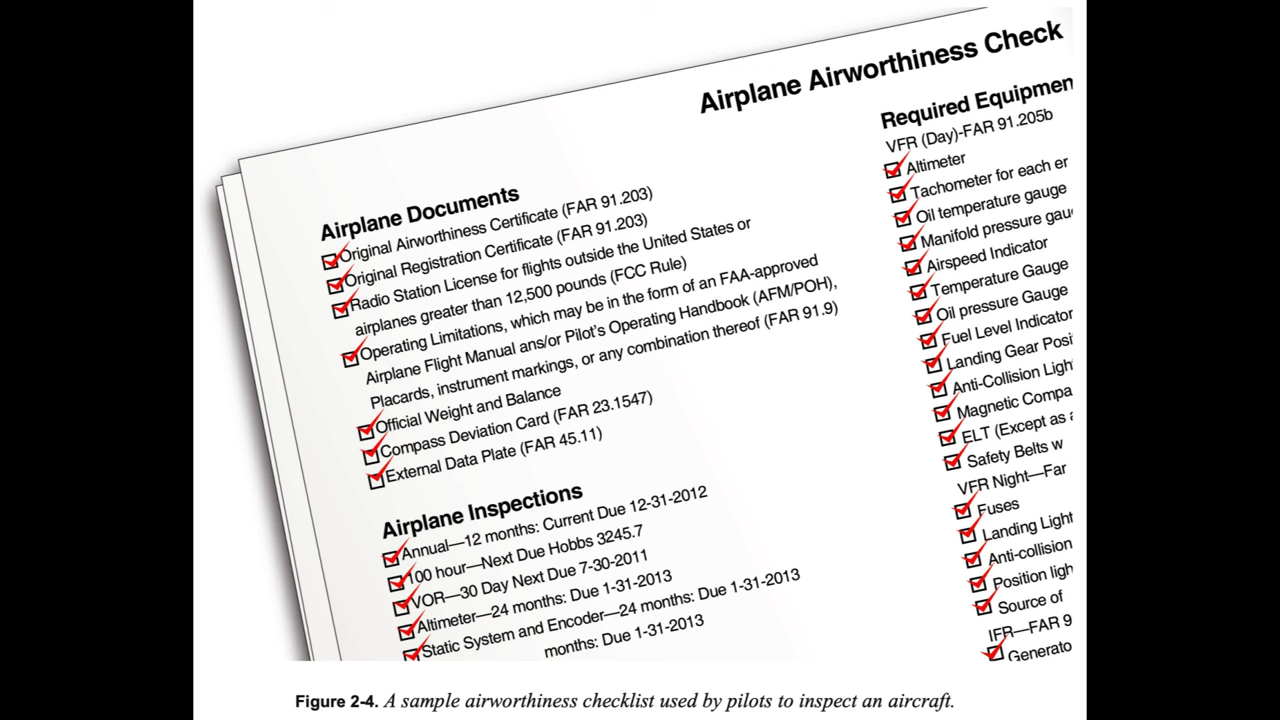 Airplane Airworthiness Check
Airplane Documents
Original Airworthiness Certificate (FAR 91.203)
Original Registration Certificate (FAR 91.203)
Radio Station License for flights outside the United States or
airplanes greater than 12,500 pounds (FCC Rule)
Operating Limitations, which may be in the form of an FAA-approved
Airplane Flight Manual ans/or Pilot's Operating Handbook (AFM/POH),
Placards, instrument markings, or any combination thereof (FAR 91.9)
Official Weight and Balance
Compass Deviation Card (FAR 23.1547)
External Data Plate (FAR 45.11)
Airplane Inspections
Annual—12 months: Current Due 12-31-2012
100 hour—Next Due Hobbs 3245.7
VOR—30 Day Next Due 7-30-2011
Altimeter—24 months: Due 1-31-2013
Static System and Encoder—24 months: Due 1-31-2013
months: Due 1-31-2013
Required
VFR (Day)-FAR 91.205b
Altimeter
Tachometer for each
Oil temperature gauge
Manifold pressure
Airspeed Indicator
Temperature Gauge
Oil pressure Gauge
Fuel Level Indicator
Landing Gear
Anti-Collision
Magnetic
ELT (Except as
Safety Belts
VFR Night—Far
Fuses
Landing Light
Anti-collision
Position
Source of
IFR—FAR
Figure 2-4. A sample airworthiness checklist used by pilots to inspect an aircraft.